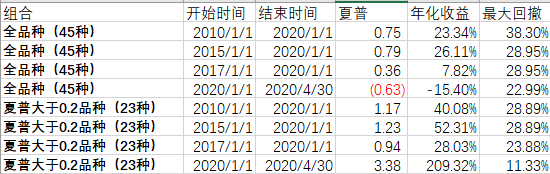 组合 开始时间 结束时间 夏普 年化收益 最大回撤
全品种（45种） 2010/1/1 2020/1/1 0.75 23.34% 38.30%
全品种（45种） 2015/1/1 2020/1/1 0.79 26.11% 28.95%
全品种（45种） 2017/1/1 2020/1/1 0.36 7.82% 28.95%
全品种（45种） 2020/1/1 2020/4/30 (0.63) -15.40% 22.99%
夏普大于0.2品种（23种） 2010/1/1 2020/1/1 1.17 40.08% 28.89%
夏普大于0.2品种（23种） 2015/1/1 2020/1/1 1.23 52.31% 28.89%
夏普大于0.2品种（23种） 2017/1/1 2020/1/1 0.94 28.03% 23.88%
夏普大于0.2品种（23种） 2020/1/1 2020/4/30 3.38 209.32% 11.33%